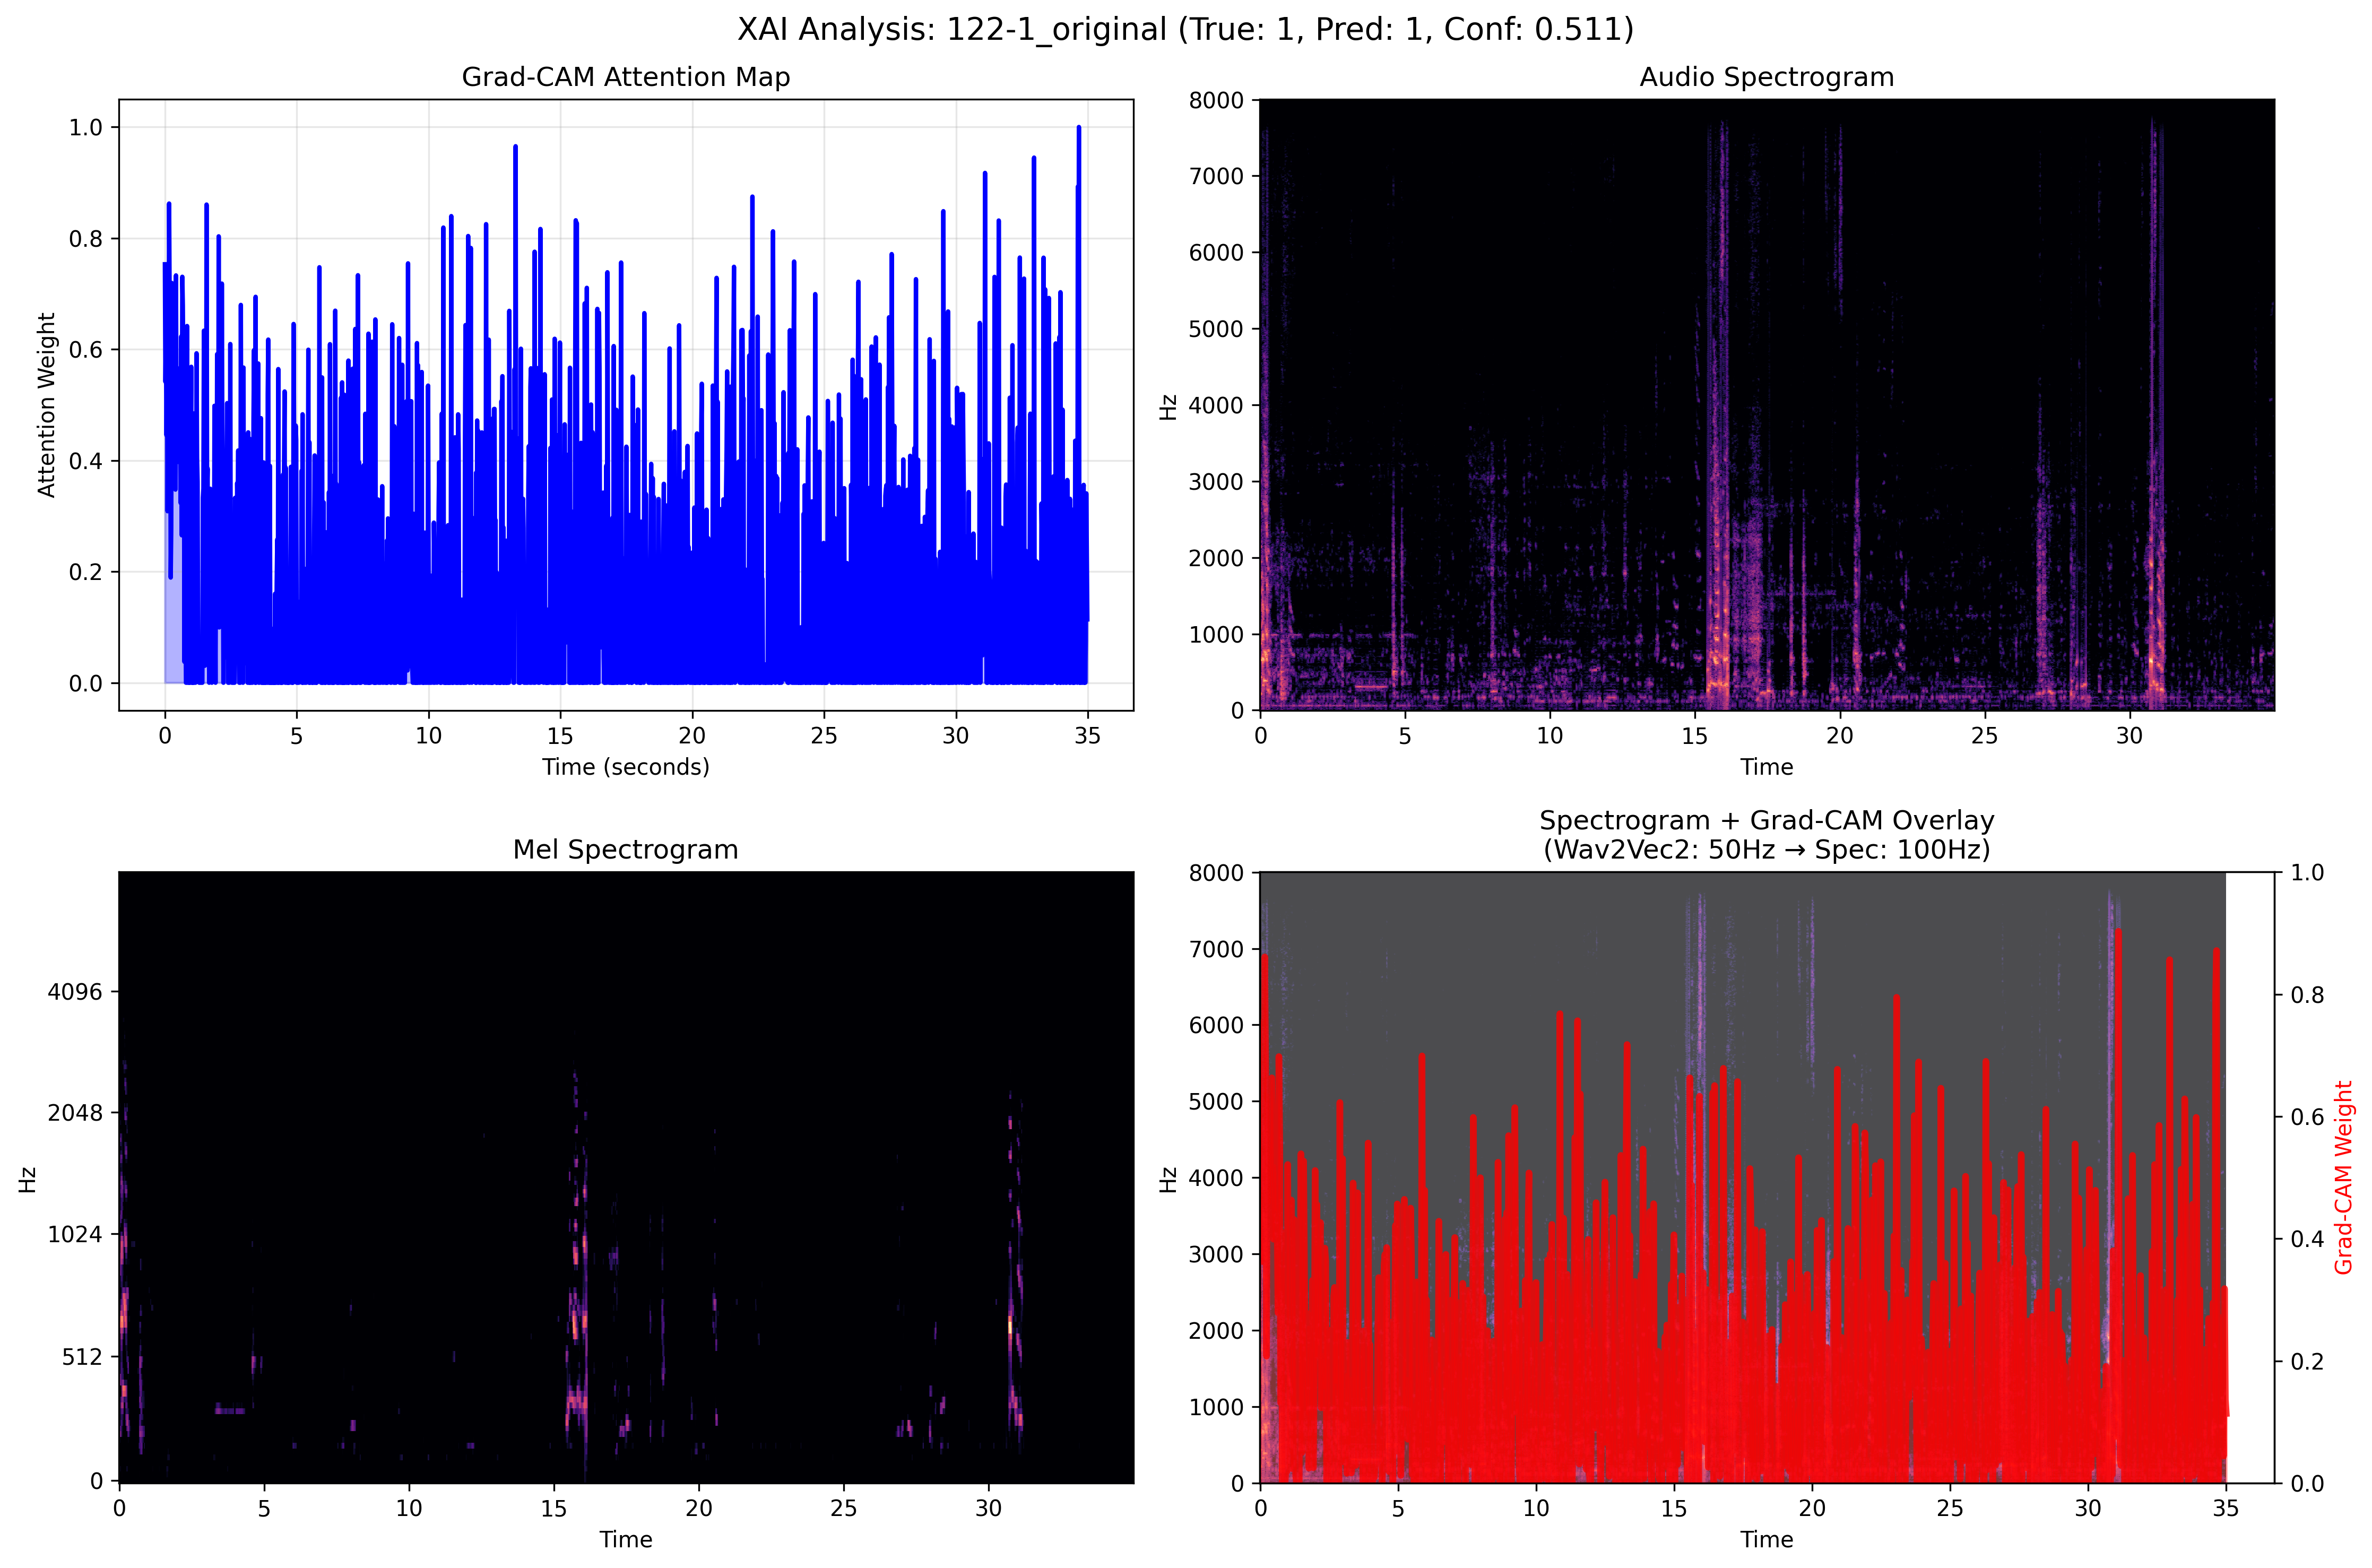 XAI Analysis: 122-1_original (True: 1, Pred: 1, Conf: 0.511)
Grad-CAM Attention Map
1.0
0.8
0.6
0.4
0.2
0.0
Attention Weight
0 5 10 15 20 25 30 35
Time (seconds)
Audio Spectrogram
8000
7000
6000
5000
4000
3000
2000
1000
0
Hz
0 5 10 15 20 25 30
Time
Mel Spectrogram
4096
2048
1024
512
0
Hz
0 5 10 15 20 25 30
Time
Spectrogram + Grad-CAM Overlay
(Wav2Vec2: 50Hz → Spec: 100Hz)
8000
7000
6000
5000
4000
3000
2000
1000
0
Hz
0 5 10 15 20 25 30 35
Time
1.0
0.8
0.6
0.4
0.2
0.0
Grad-CAM Weight